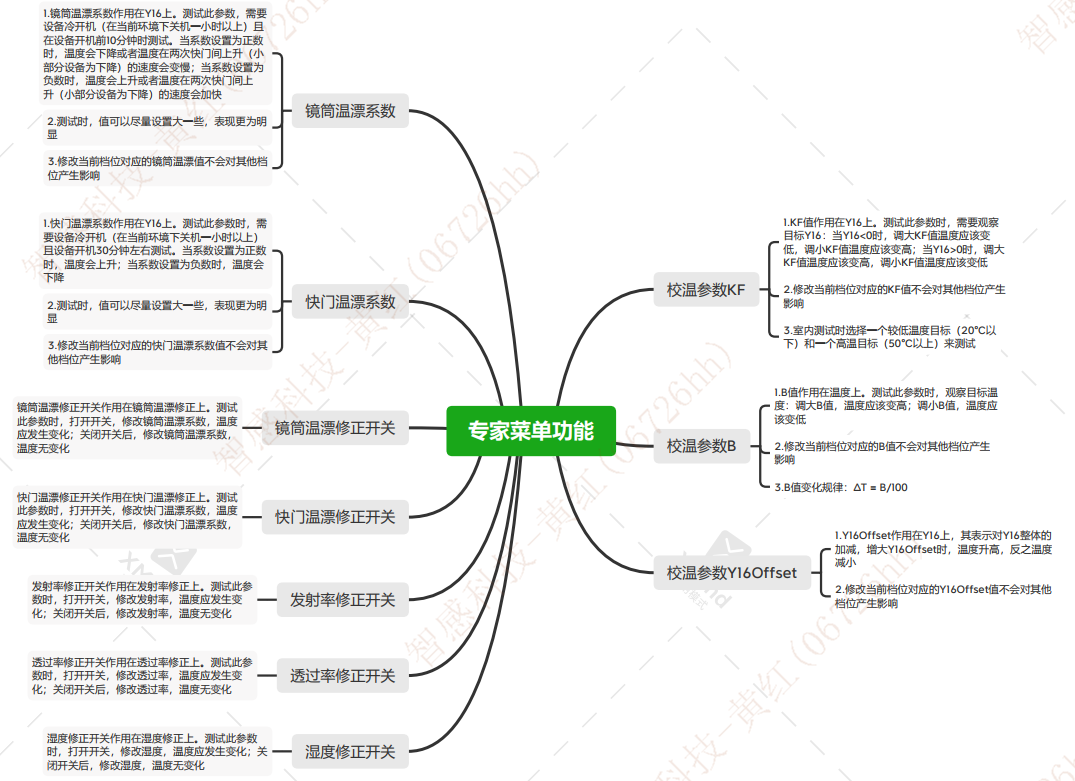 专家菜单功能
镜筒温漂系数
1.镜筒温漂系数作用在Y16上。测试此参数，需要
设备冷开机（在当前环境下关机一小时以上）且
在设备开机前10分钟时测试。当系数设置为正数
时，温度会下降或者温度在两次快门间上升（小
部分设备为下降）的速度会变慢；当系数设置为
负数时，温度会上升或者温度在两次快门间上
升（小部分设备为下降）的速度会加快
2.测试时，值可以尽量设置大一些，表现更为明
显
3.修改当前档位对应的镜筒温漂值不会对其他档
位产生影响
快门温漂系数
1.快门温漂系数作用在Y16上。测试此参数时，需
要设备冷开机（在当前环境下关机一小时以上）
且设备开机30分钟左右测试。当系数设置为正数
时，温度会上升；当系数设置为负数时，温度会
下降
2.测试时，值可以尽量设置大一些，表现更为明
显
3.修改当前档位对应的快门温漂系数值不会对其
他档位产生影响
镜筒温漂修正开关
镜筒温漂修正开关作用在镜筒温漂修正上。测试
此参数时，打开开关，修改镜筒温漂系数，温度
应发生变化；关闭开关后，修改镜筒温漂系数，
温度无变化
快门温漂修正开关
快门温漂修正开关作用在快门温漂修正上。测试
此参数时，打开开关，修改快门温漂系数，温度
应发生变化；关闭开关后，修改快门温漂系数，
温度无变化
发射率修正开关
发射率修正开关作用在发射率修正上。测试此参
数时，打开开关，修改发射率，温度应发生变
化；关闭开关后，修改发射率，温度无变化
透过率修正开关
透过率修正开关作用在透过率修正上。测试此参
数时，打开开关，修改透过率，温度应发生变
化；关闭开关后，修改透过率，温度无变化
湿度修正开关
湿度修正开关作用在湿度修正上。测试此参数
时，打开开关，修改湿度，温度应发生变化；关
闭开关后，修改湿度，温度无变化
校温参数KF
1.KF值作用在Y16上。测试此参数时，需要观察
目标Y16：当Y16<0时，调大KF值温度应该变
低，调小KF值温度应该变高；当Y16>0时，调大
KF值温度应该变高，调小KF值温度应该变低
2.修改当前档位对应的KF值不会对其他档位产生
影响
3.室内测试时选择一个较低温度目标（20℃以
下）和一个高温目标（50℃以上）来测试
校温参数B
1.B值作用在温度上。测试此参数时，观察目标温
度：调大B值，温度应该变高；调小B值，温度应
该变低
2.修改当前档位对应的B值不会对其他档位产生
影响
3.B值变化规律：ΔT = B/100
校温参数Y16Offset
1.Y16Offset作用在Y16上，其表示对Y16整体的
加减，增大Y16Offset时，温度升高，反之温度
减小
2.修改当前档位对应的Y16Offset值不会对其他
档位产生影响
智感科技-黄红(06726hh)
智感科技-黄红(06726hh)
智感科技-黄红(06726hh)